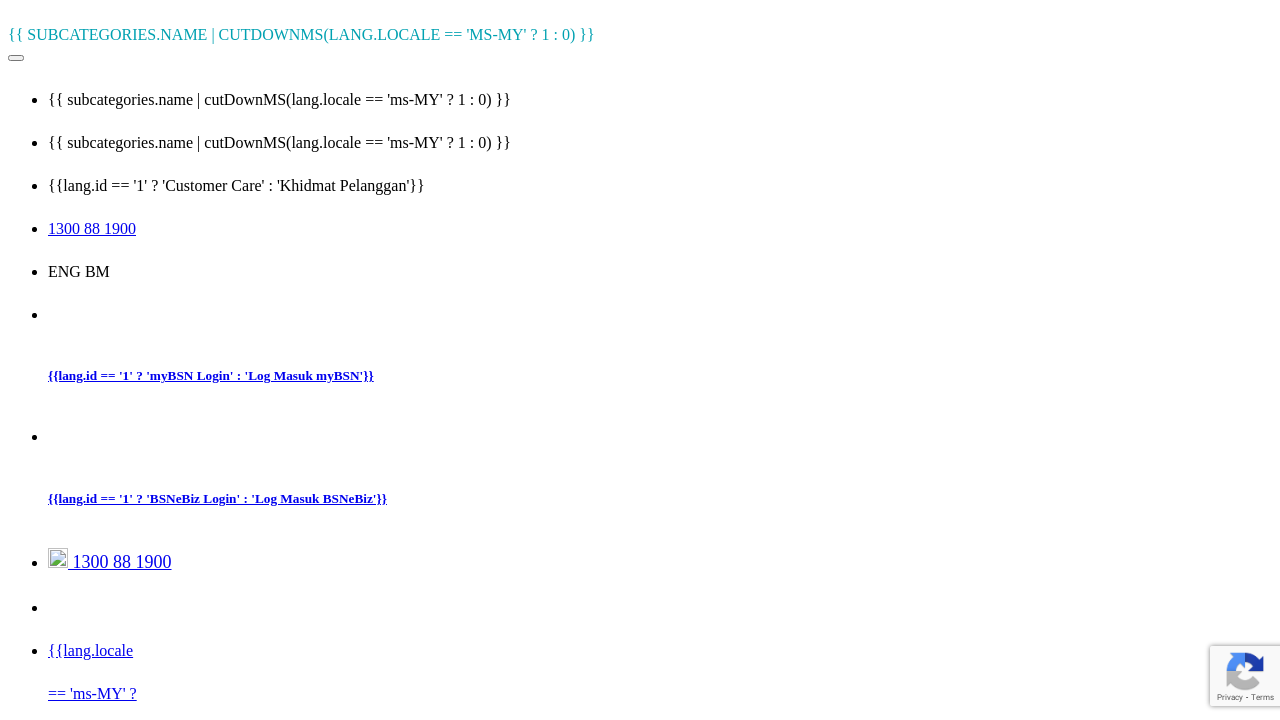 {{ SUBCATEGORIES.NAME | CUTDOWNMS(LANG.LOCALE == 'MS-MY' ? 1 : 0) }}
{{ subcategories.name | cutDownMS(lang.locale == 'ms-MY' ? 1 : 0) }}
{{ subcategories.name | cutDownMS(lang.locale == 'ms-MY' ? 1 : 0) }}
{{lang.id == '1' ? 'Customer Care' : 'Khidmat Pelanggan'}}
1300 88 1900
ENG BM
{{lang.id == '1' ? 'myBSN Login' : 'Log Masuk myBSN'}}
{{lang.id == '1' ? 'BSNeBiz Login' : 'Log Masuk BSNeBiz'}}
1300 88 1900
{{lang.locale
== 'ms-MY' ?
Privacy - Terms